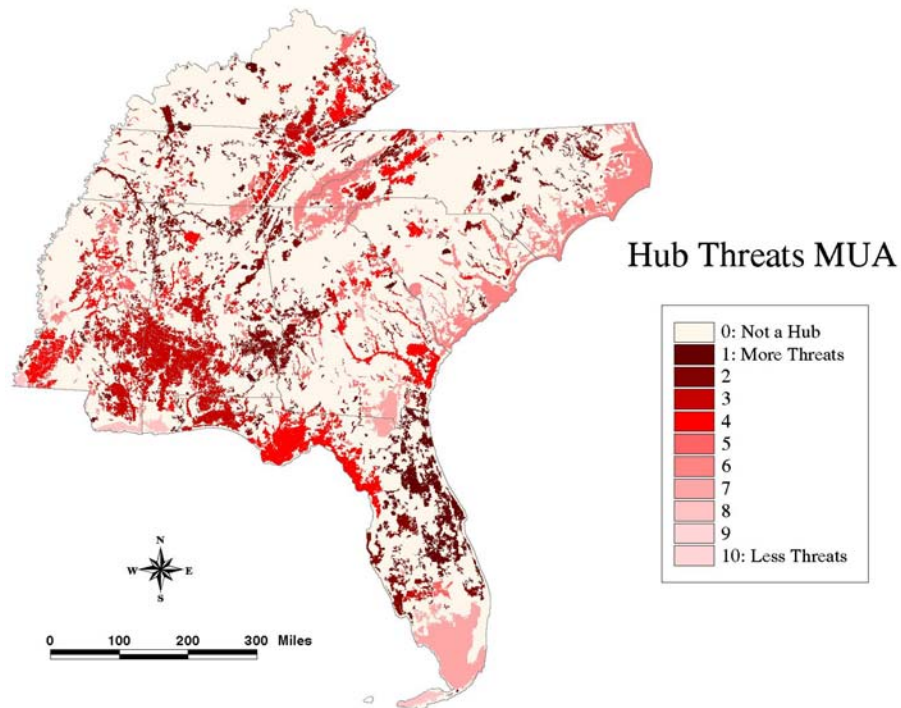 Hub Threats MUA
0: Not a Hub
1: More Threats
2
3
4
5
6
7
8
9
10: Less Threats
N
W E
S
0 100 200 300 Miles